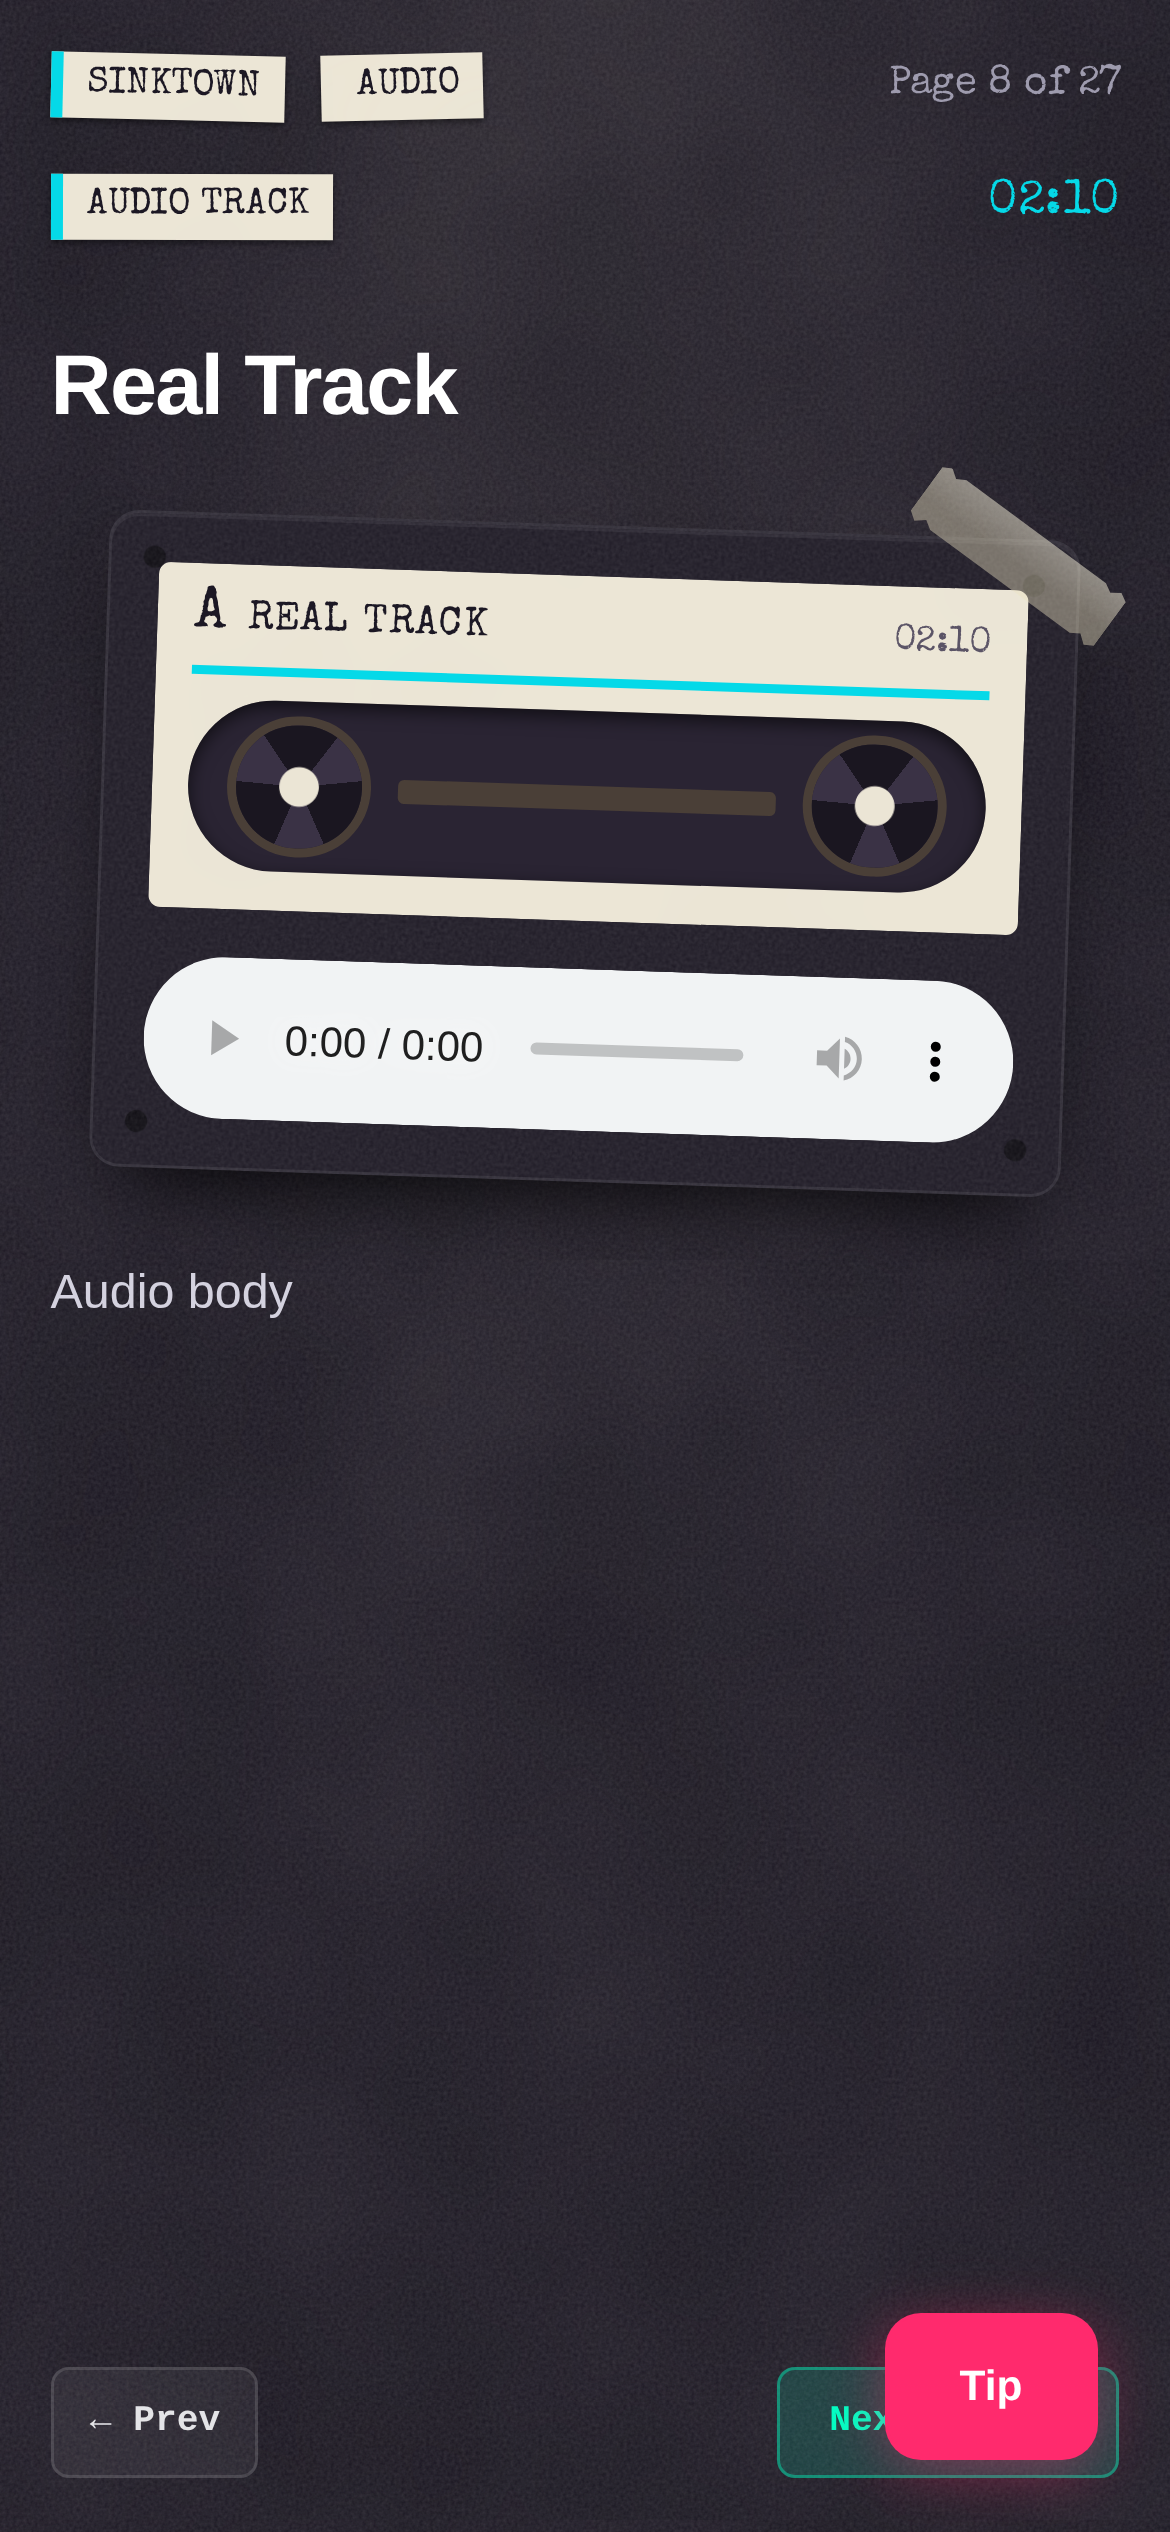 SINKTOWN AUDIO Page 8 of 27
AUDIO TRACK 02:10
Real Track
A REAL TRACK 02:10
0:00 / 0:00
Audio body
← Prev
Tip